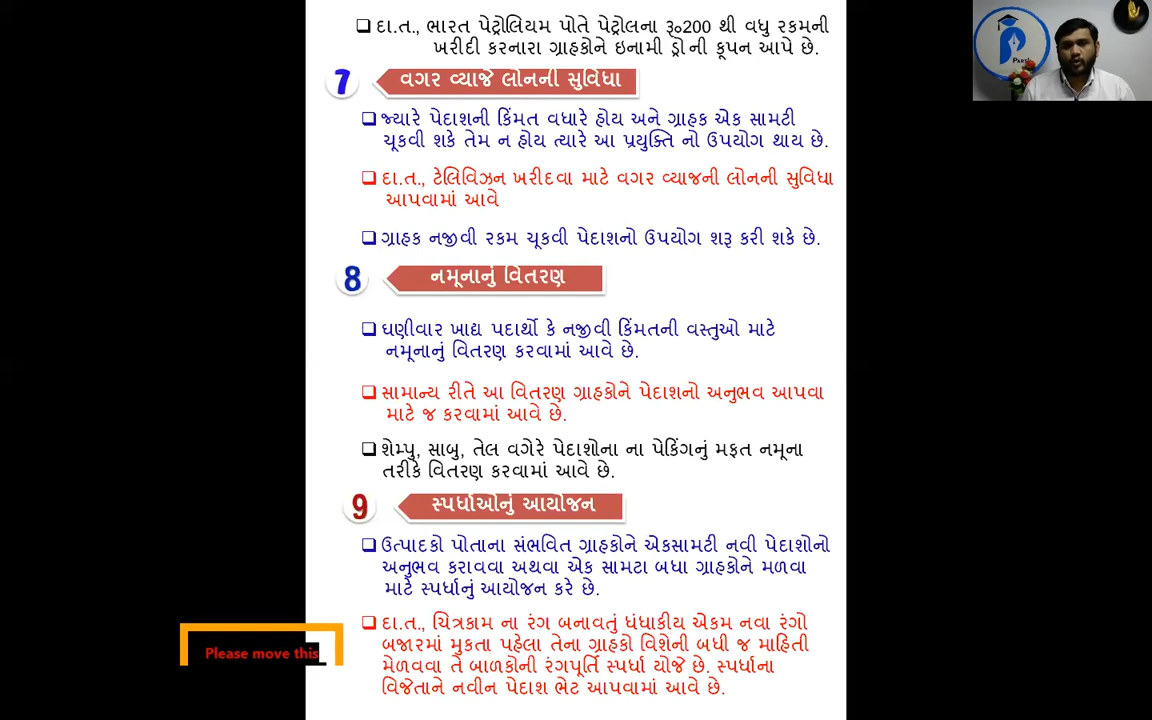 ❑ દા.ત., ભારત પેટ્રોલિયમ પોતે પેટ્રોલના રૂ૦200 થી વધુ રકમની
ખરીદી કરનારા ગ્રાહકોને ઇનામી ડ્રોની કૂપન આપે છે.
7 વગર વ્યાજે લોનની સુવિધા
❑ જ્યારે પેદાશની કિંમત વધારે હોય અને ગ્રાહક એક સામટી
ચૂકવી શકે તેમ ન હોય ત્યારે આ પ્રયુક્તિ નો ઉપયોગ થાય છે.
❑ દા.ત., ટેલિવિઝન ખરીદવા માટે વગર વ્યાજની લોનની સુવિધા
આપવામાં આવે
❑ ગ્રાહક નજીવી રકમ ચૂકવી પેદાશનો ઉપયોગ શરૂ કરી શકે છે.
8 નમૂનાનું વિતરણ
❑ ઘણીવાર ખાદ્ય પદાર્થો કે નજીવી કિંમતની વસ્તુઓ માટે
નમૂનાનું વિતરણ કરવામાં આવે છે.
❑ સામાન્ય રીતે આ વિતરણ ગ્રાહકોને પેદાશનો અનુભવ આપવા
માટે જ કરવામાં આવે છે.
❑ શેમ્પુ, સાબુ, તેલ વગેરે પેદાશોના ના પેકિંગનું મફત નમૂના
તરીકે વિતરણ કરવામાં આવે છે.
9 સ્પર્ધાઓનું આયોજન
❑ ઉત્પાદકો પોતાના સંભવિત ગ્રાહકોને એકસામટી નવી પેદાશોનો
અનુભવ કરાવવા અથવા એક સામટા બધા ગ્રાહકોને મળવા
માટે સ્પર્ધાનું આયોજન કરે છે.
❑ દા.ત., ચિત્રકામ ના રંગ બનાવતું ધંધાકીય એકમ નવા રંગો
બજારમાં મુકતા પહેલા તેના ગ્રાહકો વિશેની બધી જ માહિતી
મેળવવા તે બાળકોની રંગપૂર્તિ સ્પર્ધા યોજે છે. સ્પર્ધાના
વિજેતાને નવીન પેદાશ ભેટ આપવામાં આવે છે.
Please move this